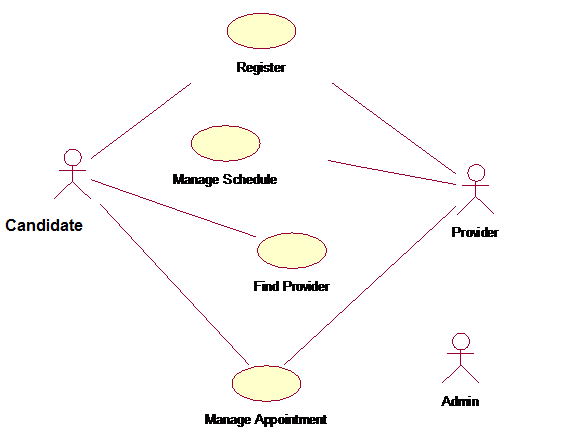 Register
Manage Schedule
Candidate
Provider
Find Provider
Admin
Manage Appointment